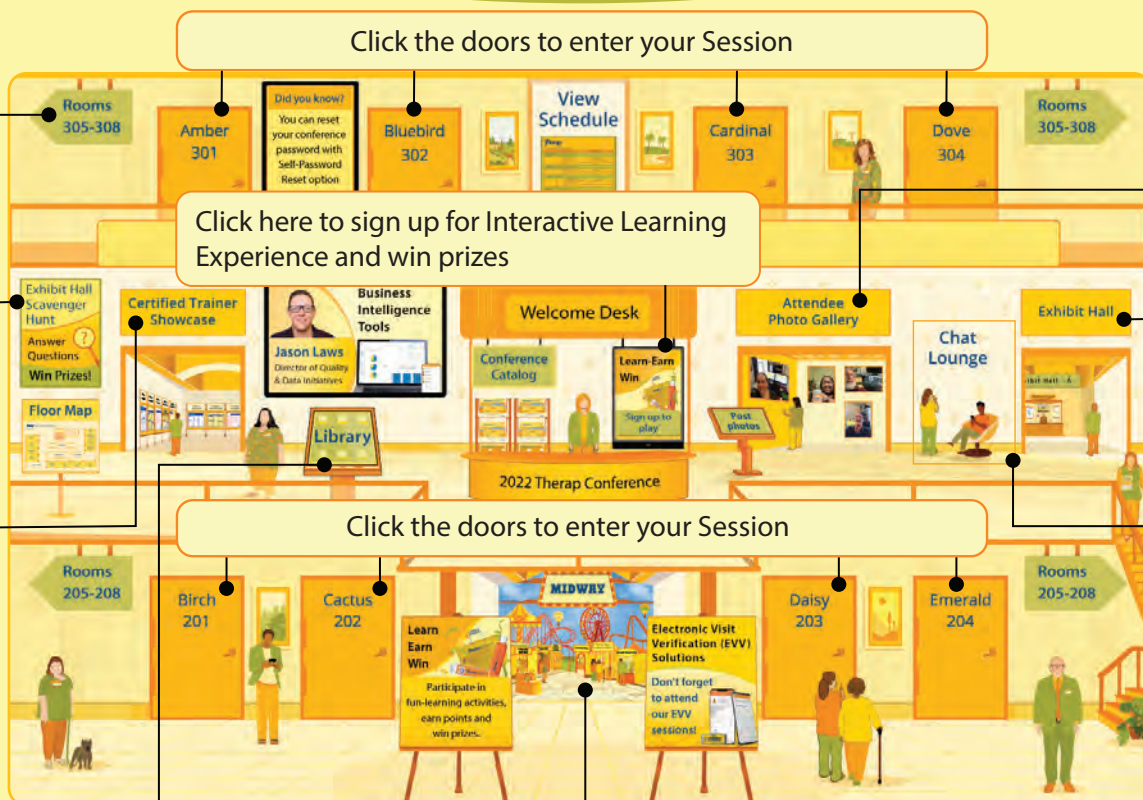 Click the doors to enter your Session
Rooms
305-308
Amber
301
Did you know?
You can reset
your conference
password with
Self-Password
Reset option
Bluebird
302
View
Schedule
Cardinal
303
Dove
304
Rooms
305-308
Click here to sign up for Interactive Learning
Experience and win prizes
Exhibit Hall
Scavenger
Hunt
Answer
Questions
?
Win Prizes!
Certified Trainer
Showcase
Business
Intelligence
Tools
Jason Laws
Director of Quality
& Data Initiatives
Welcome Desk
Conference
Catalog
Learn-Earn
Win
Sign up to
play
Attendee
Photo Gallery
Post
photos
Chat
Lounge
Exhibit Hall
Floor Map
Library
2022 Therap Conference
Click the doors to enter your Session
Rooms
205-208
Birch
201
Cactus
202
MIDWAY
Learn
Earn
Win
Participate in
fun-learning activities,
earn points and
win prizes.
Electronic Visit
Verification (EVV)
Solutions
Don't forget
to attend
our EVV
sessions!
Daisy
203
Emerald
204
Rooms
205-208